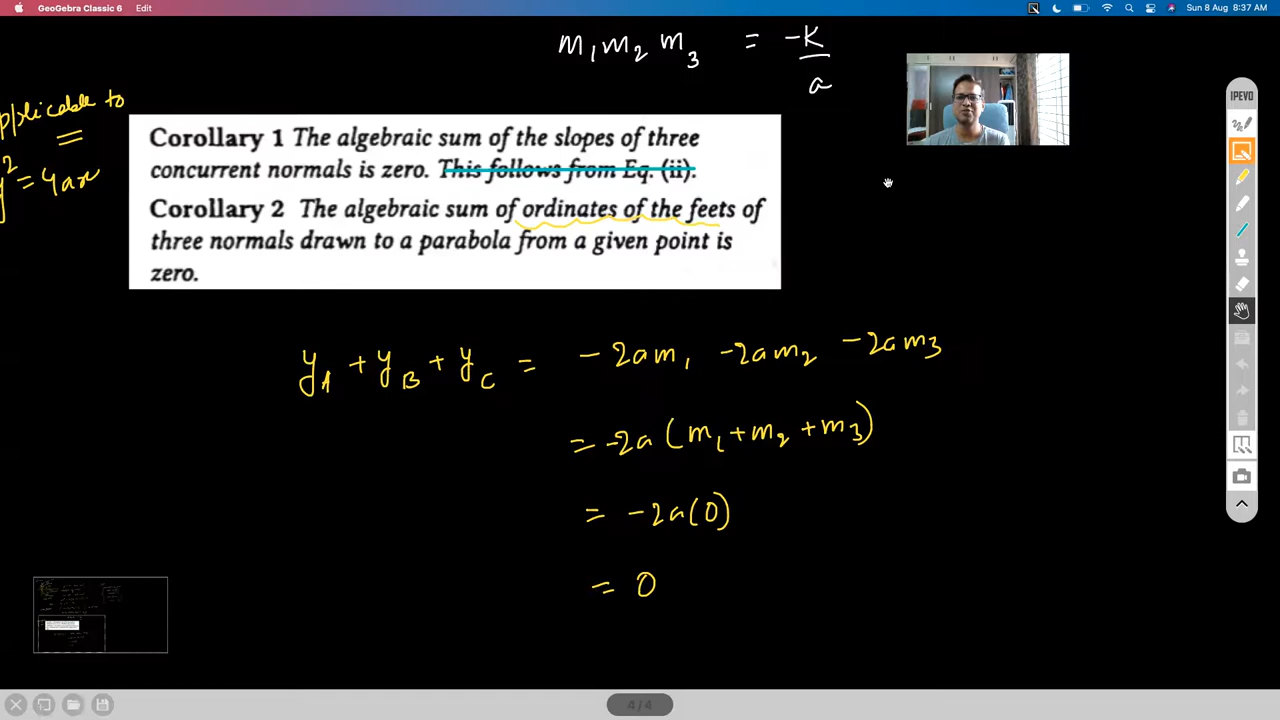 GeoGebra Classic 6 Edit
Sun 8 Aug 8:37 AM
m₁m₂m₃ = -K/a
applicable to
y² = 4ax
IPEVO
Corollary 1 The algebraic sum of the slopes of three
concurrent normals is zero. This follows from Eq. (ii).
Corollary 2 The algebraic sum of ordinates of the feets of
three normals drawn to a parabola from a given point is
zero.
y_A + y_B + y_C = -2am₁ -2am₂ -2am₃
= -2a(m₁+m₂+m₃)
= -2a(0)
= 0
4/4